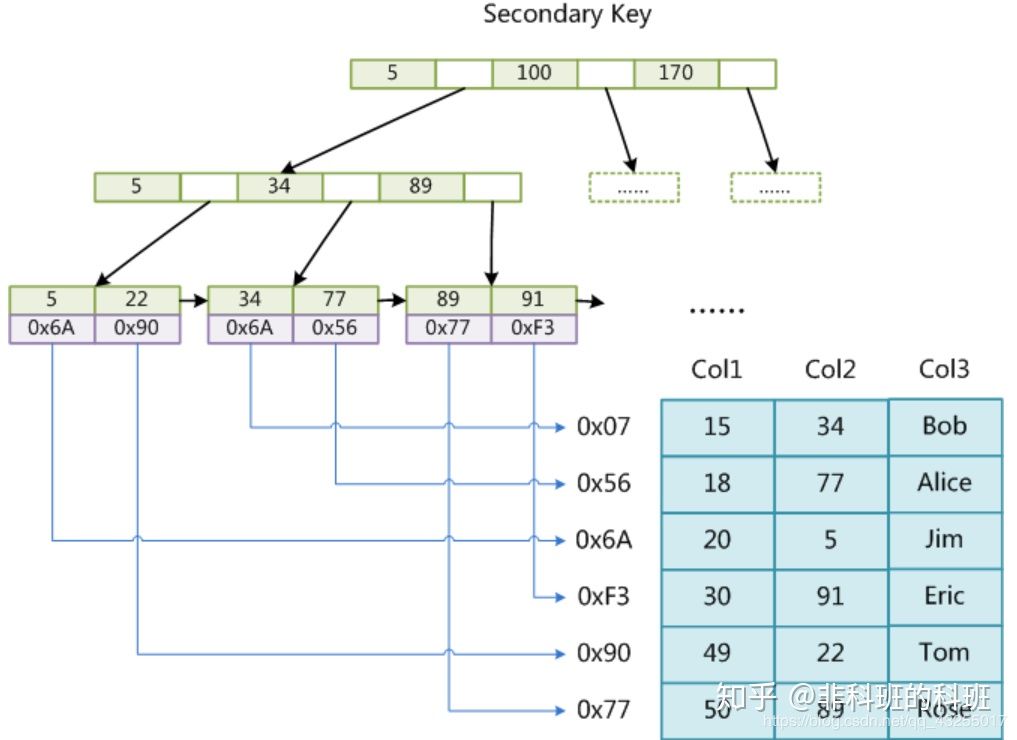 Secondary Key
5 100 170
5 34 89
...... ......
5 22 34 77 89 91
0x6A 0x90 0x6A 0x56 0x77 0xF3
......
Col1 Col2 Col3
0x07 15 34 Bob
0x56 18 77 Alice
0x6A 20 5 Jim
0xF3 30 91 Eric
0x90 49 22 Tom
0x77 50 89 Rose
知乎 @非科班的科班
https://blog.csdn.net/qq_43255017